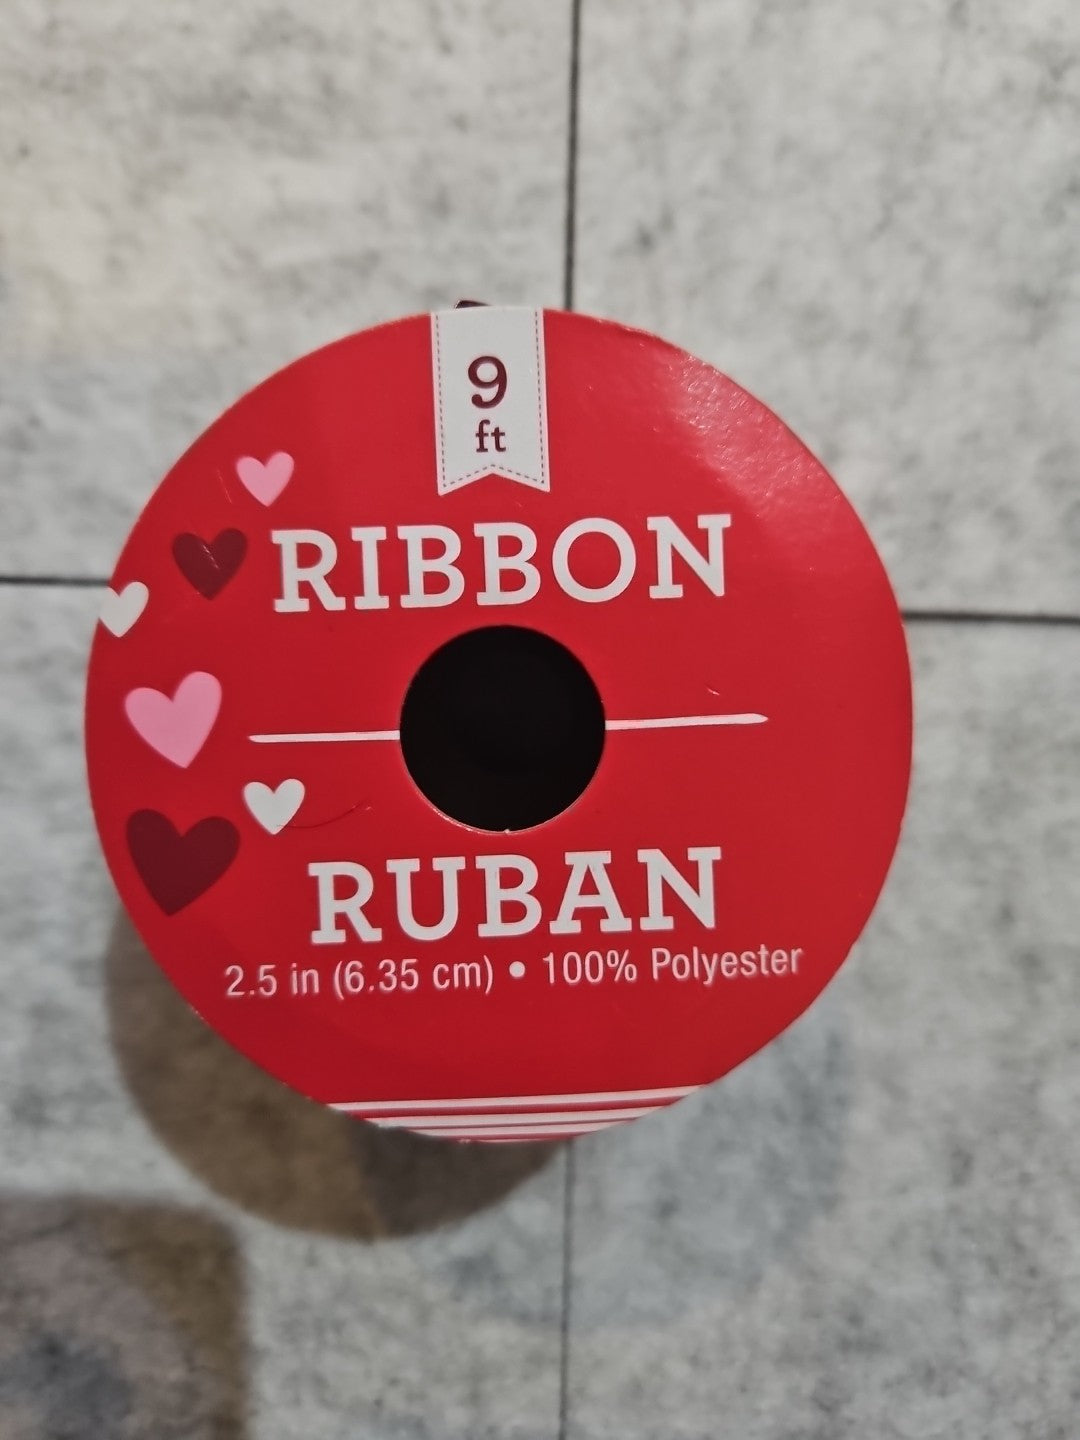 9
ft
RIBBON
RUBAN
2.5 in (6.35 cm) • 100% Polyester